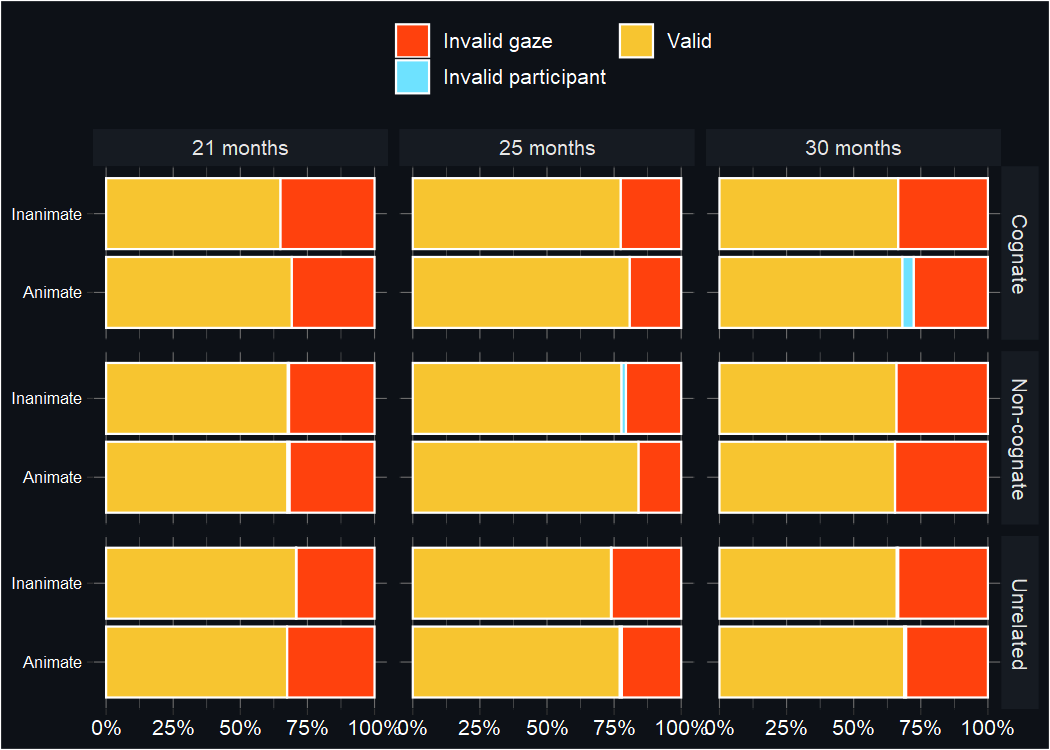 Invalid gaze
Valid
Invalid participant
21 months
25 months
30 months
Inanimate
Animate
Cognate
Inanimate
Animate
Non-cognate
Inanimate
Animate
Unrelated
0% 25% 50% 75% 100%
0% 25% 50% 75% 100%
0% 25% 50% 75% 100%